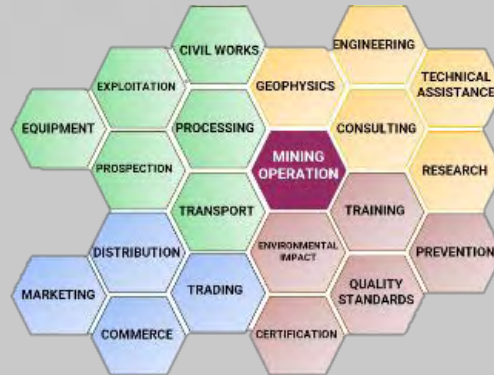 CIVIL WORKS
ENGINEERING
EXPLOITATION
GEOPHYSICS
TECHNICAL
ASSISTANCE
EQUIPMENT
PROCESSING
CONSULTING
PROSPECTION
MINING
OPERATION
RESEARCH
TRANSPORT
TRAINING
DISTRIBUTION
ENVIRONMENTAL
IMPACT
PREVENTION
MARKETING
TRADING
QUALITY
STANDARDS
COMMERCE
CERTIFICATION